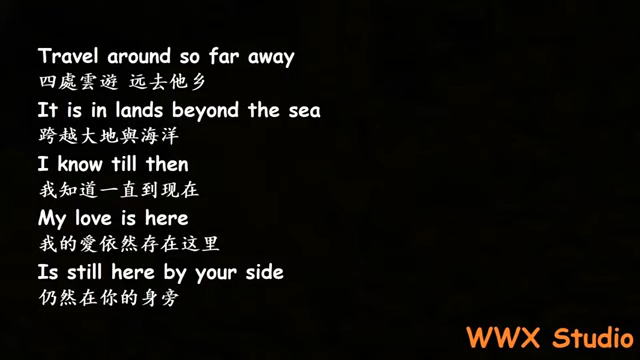 Travel around so far away
四處雲遊 远去他乡
It is in lands beyond the sea
跨越大地與海洋
I know till then
我知道一直到现在
My love is here
我的愛依然存在这里
Is still here by your side
仍然在你的身旁
WWX Studio